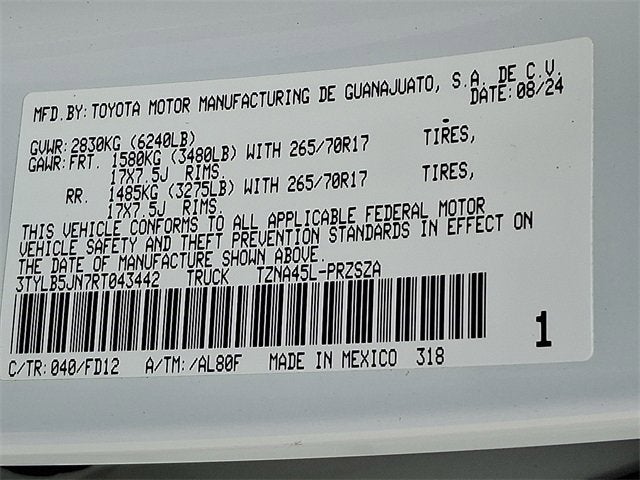 MFD.BY: TOYOTA MOTOR MANUFACTURING DE GUANAJUATO, S.A. DE C.V.
DATE: 08/24
GVWR: 2830KG (6240LB)
GAWR: FRT. 1580KG (3480LB) WITH 265/70R17 TIRES,
17X7.5J RIMS.
RR. 1485KG (3275LB) WITH 265/70R17 TIRES,
17X7.5J RIMS.
THIS VEHICLE CONFORMS TO ALL APPLICABLE FEDERAL MOTOR
VEHICLE SAFETY AND THEFT PREVENTION STANDARDS IN EFFECT ON
THE DATE OF MANUFACTURE SHOWN ABOVE.
3TYLB5JN7RT043442 TRUCK TZNA45L-PRZSZA
1
C/TR: 040/FD12 A/TM: /AL80F MADE IN MEXICO 318